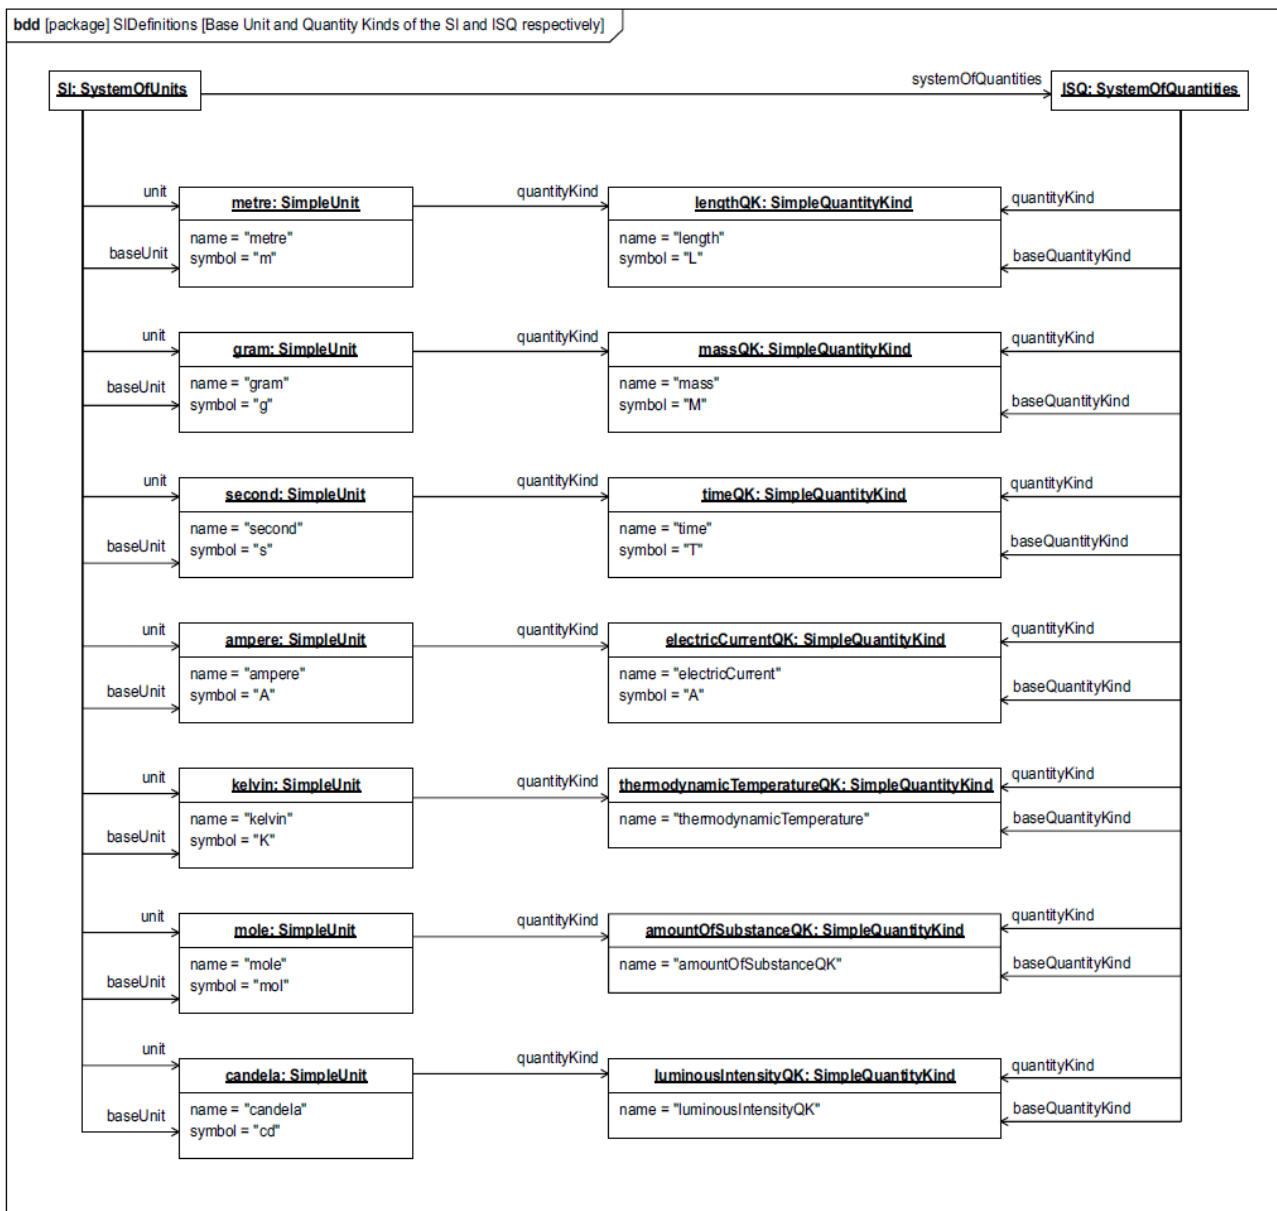 bdd [package] SIDefinitions [Base Unit and Quantity Kinds of the SI and ISQ respectively]
SI: SystemOfUnits
systemOfQuantities
ISQ: SystemOfQuantities
unit
metre: SimpleUnit
quantityKind
lengthQK: SimpleQuantityKind
quantityKind
name = "metre"
symbol = "m"
baseUnit
name = "length"
symbol = "L"
baseQuantityKind
unit
gram: SimpleUnit
quantityKind
massQK: SimpleQuantityKind
quantityKind
name = "gram"
symbol = "g"
baseUnit
name = "mass"
symbol = "M"
baseQuantityKind
unit
second: SimpleUnit
quantityKind
timeQK: SimpleQuantityKind
quantityKind
name = "second"
symbol = "s"
baseUnit
name = "time"
symbol = "T"
baseQuantityKind
unit
ampere: SimpleUnit
quantityKind
electricCurrentQK: SimpleQuantityKind
quantityKind
name = "ampere"
symbol = "A"
baseUnit
name = "electricCurrent"
symbol = "A"
baseQuantityKind
unit
kelvin: SimpleUnit
quantityKind
thermodynamicTemperatureQK: SimpleQuantityKind
quantityKind
name = "kelvin"
symbol = "K"
baseUnit
name = "thermodynamicTemperature"
baseQuantityKind
unit
mole: SimpleUnit
quantityKind
amountOfSubstanceQK: SimpleQuantityKind
quantityKind
name = "mole"
symbol = "mol"
baseUnit
name = "amountOfSubstanceQK"
baseQuantityKind
unit
candela: SimpleUnit
quantityKind
luminousIntensityQK: SimpleQuantityKind
quantityKind
name = "candela"
symbol = "cd"
baseUnit
name = "luminousIntensityQK"
baseQuantityKind